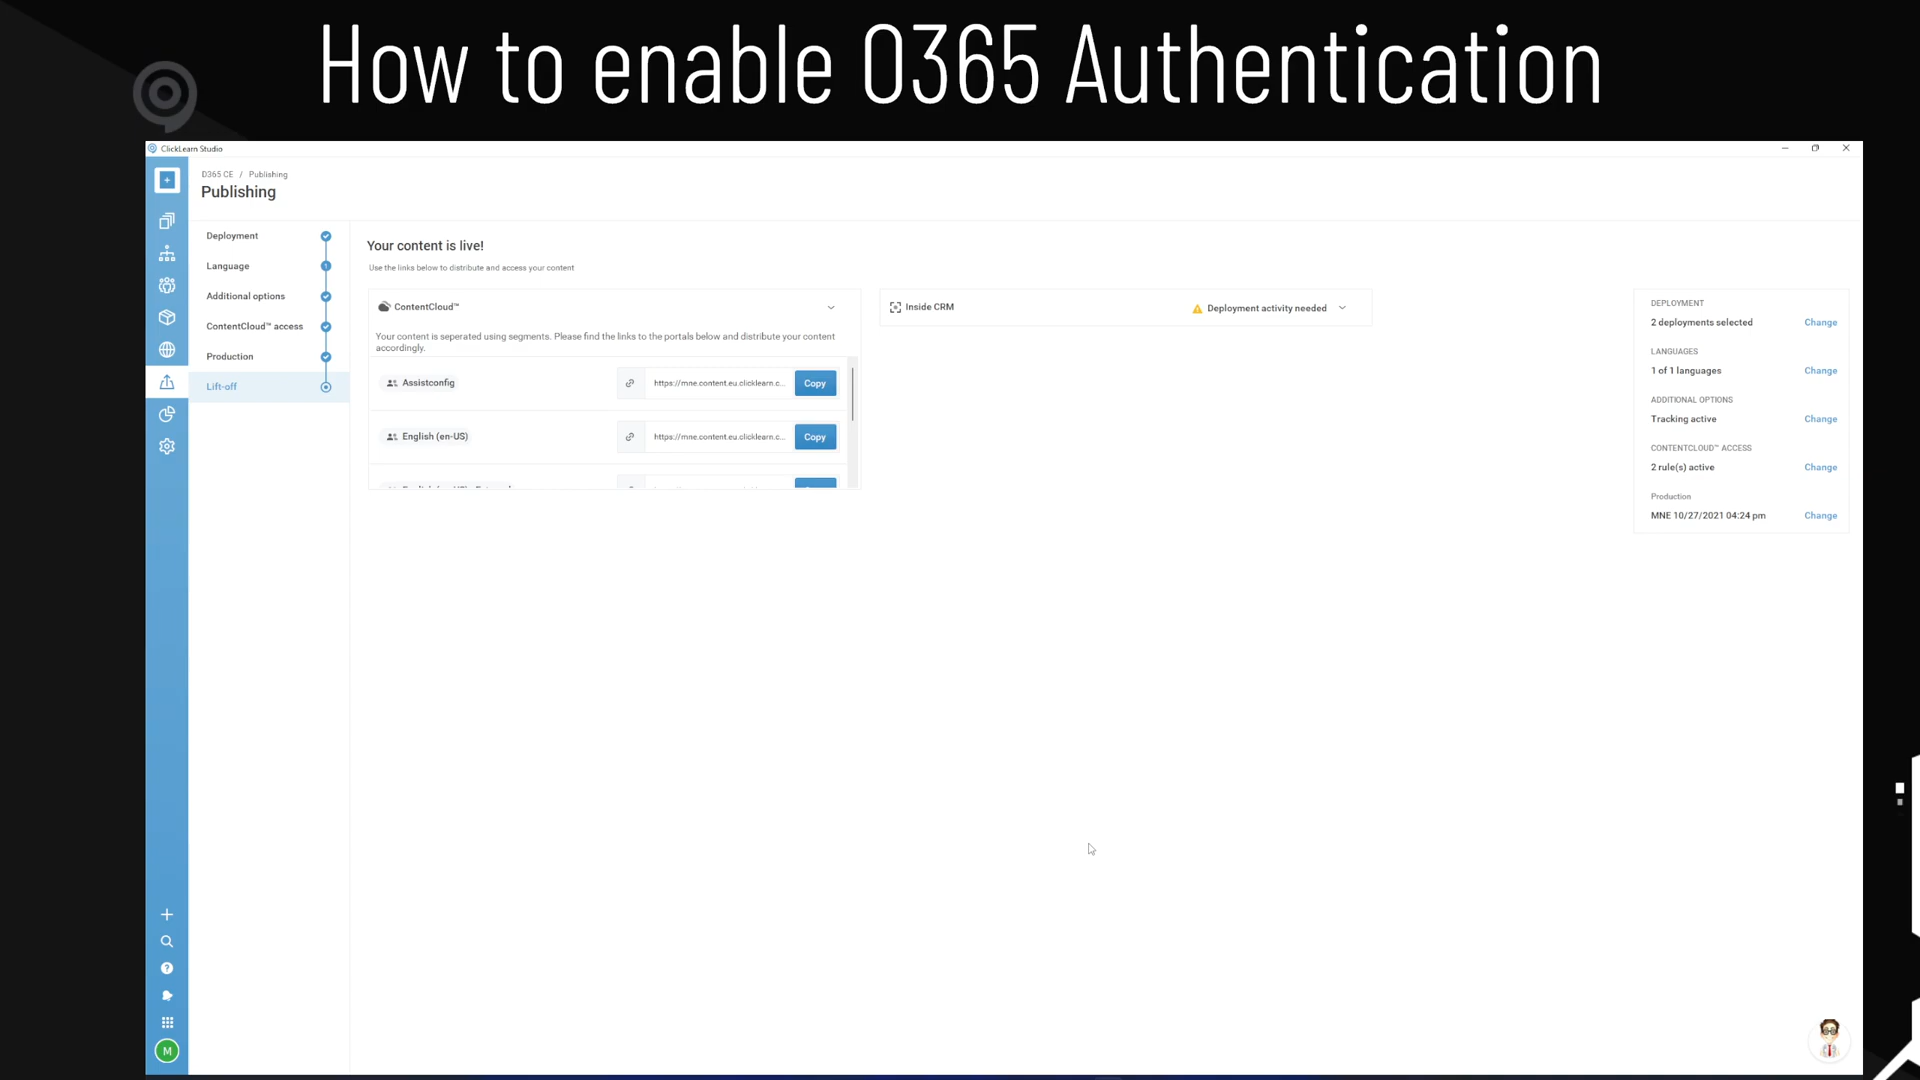 How to enable O365 Authentication
ClickLearn Studio
D365 CE / Publishing
Publishing
Deployment
Language
1
Additional options
ContentCloud™ access
Production
Lift-off
Your content is live!
Use the links below to distribute and access your content
ContentCloud™
Your content is seperated using segments. Please find the links to the portals below and distribute your content
accordingly.
Assistconfig
https://mne.content.eu.clicklearn.c...
Copy
English (en-US)
https://mne.content.eu.clicklearn.c...
Copy
Inside CRM
Deployment activity needed
DEPLOYMENT
2 deployments selected
Change
LANGUAGES
1 of 1 languages
Change
ADDITIONAL OPTIONS
Tracking active
Change
CONTENTCLOUD™ ACCESS
2 rule(s) active
Change
Production
MNE 10/27/2021 04:24 pm
Change
M